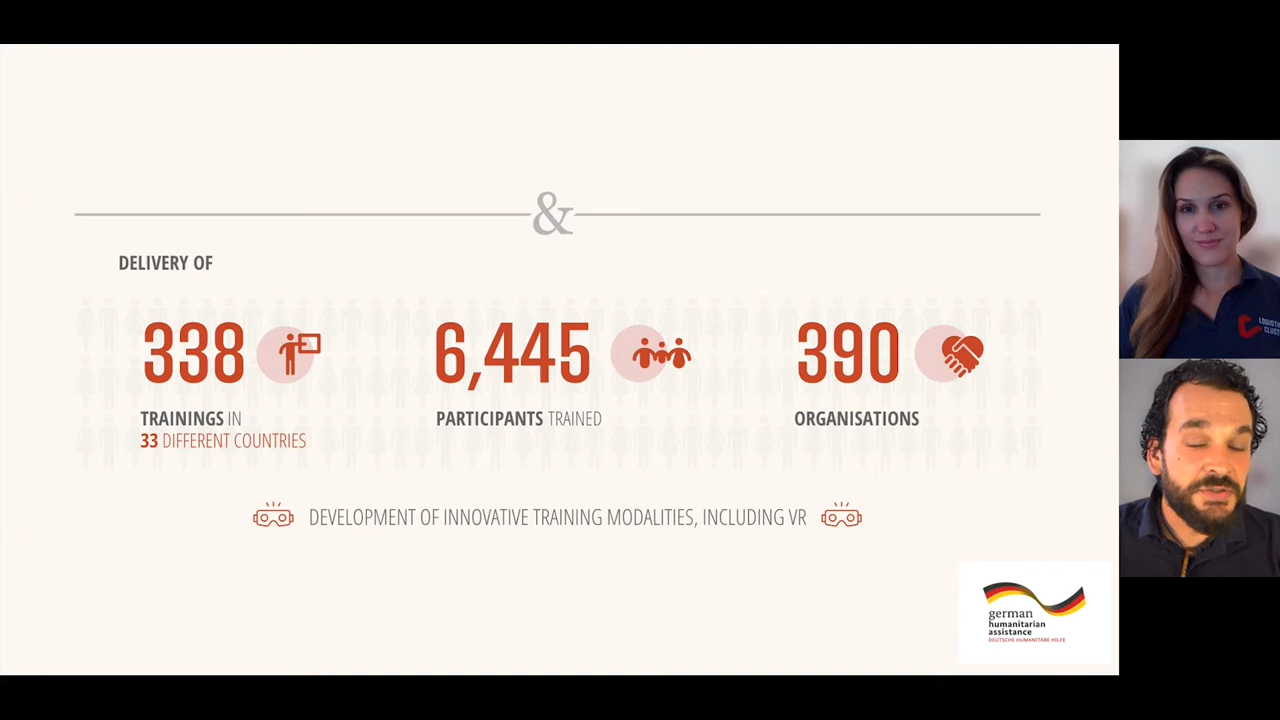 &
DELIVERY OF
338
6,445
390
TRAININGS IN
33 DIFFERENT COUNTRIES
PARTICIPANTS TRAINED
ORGANISATIONS
DEVELOPMENT OF INNOVATIVE TRAINING MODALITIES, INCLUDING VR
german
humanitarian
assistance
DEUTSCHE HUMANITÄRE HILFE